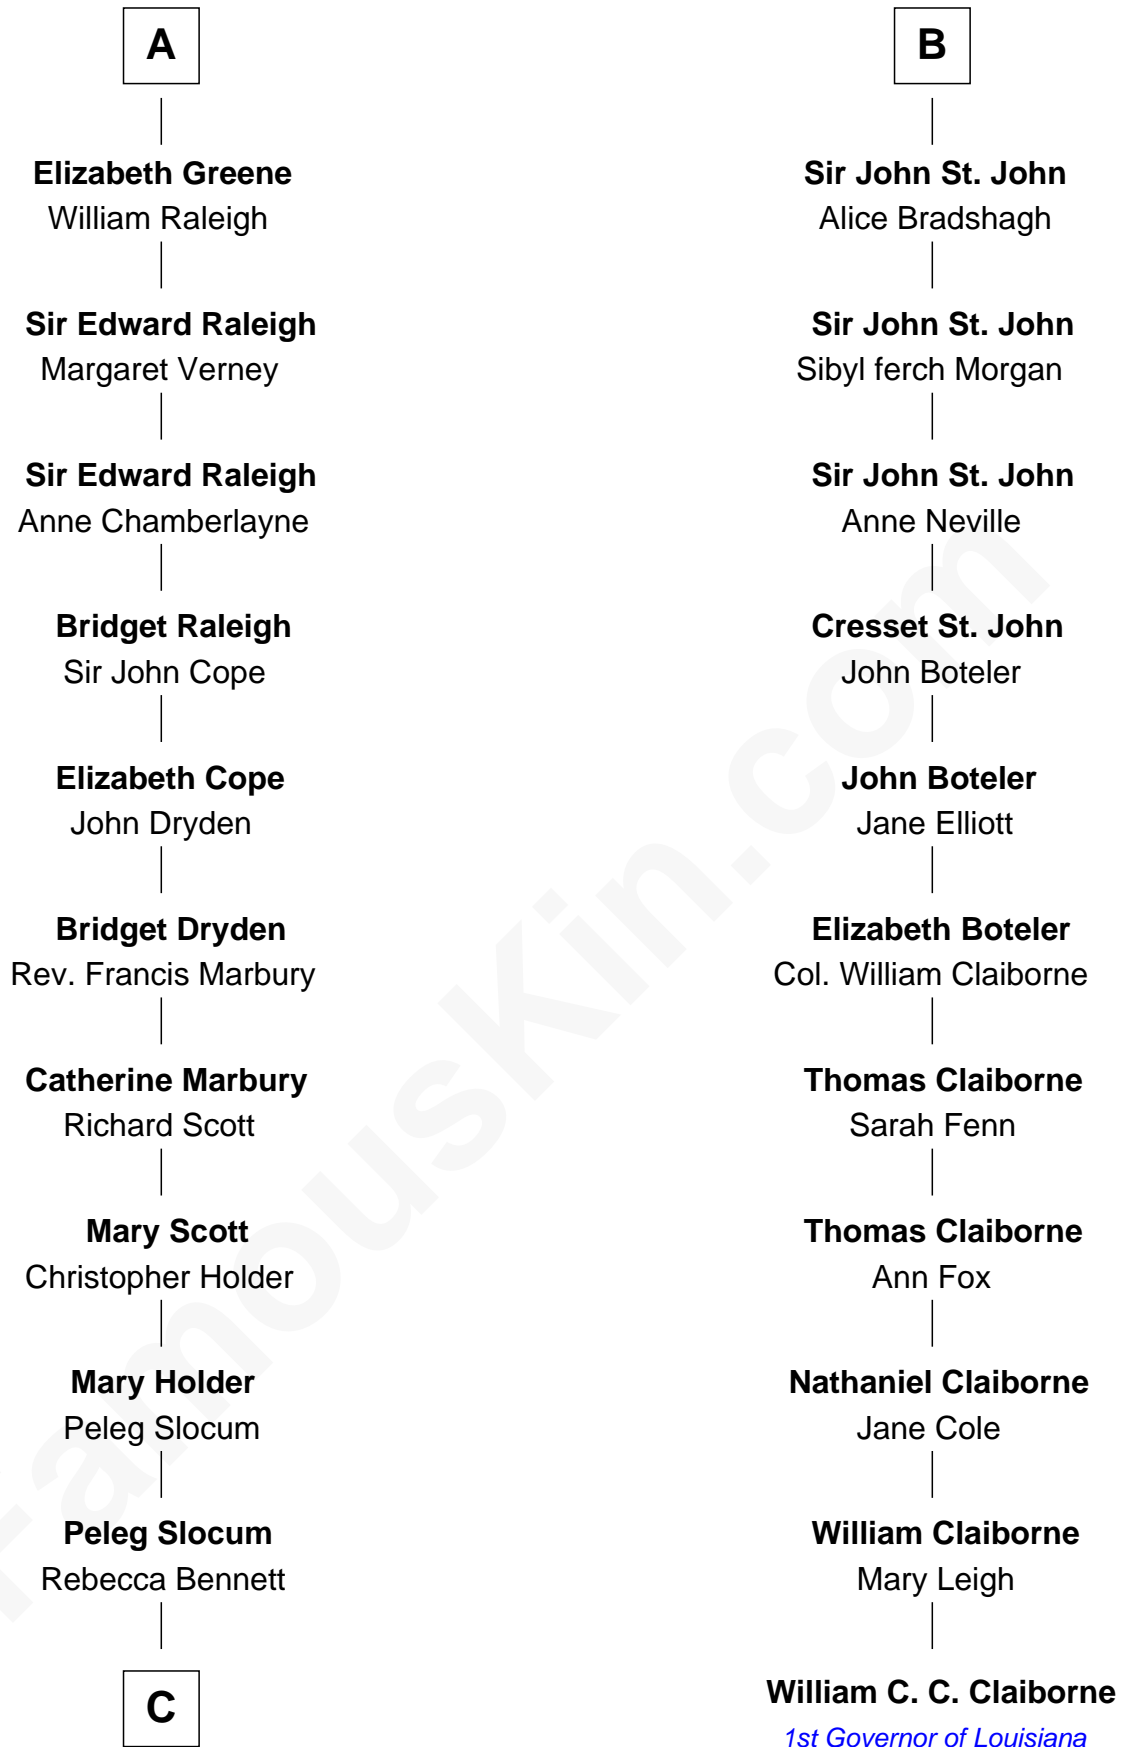 A
Elizabeth Greene
William Raleigh
Sir Edward Raleigh
Margaret Verney
Sir Edward Raleigh
Anne Chamberlayne
Bridget Raleigh
Sir John Cope
Elizabeth Cope
John Dryden
Bridget Dryden
Rev. Francis Marbury
Catherine Marbury
Richard Scott
Mary Scott
Christopher Holder
Mary Holder
Peleg Slocum
Peleg Slocum
Rebecca Bennett
C
B
Sir John St. John
Alice Bradshagh
Sir John St. John
Sibyl ferch Morgan
Sir John St. John
Anne Neville
Cresset St. John
John Boteler
John Boteler
Jane Elliott
Elizabeth Boteler
Col. William Claiborne
Thomas Claiborne
Sarah Fenn
Thomas Claiborne
Ann Fox
Nathaniel Claiborne
Jane Cole
William Claiborne
Mary Leigh
William C. C. Claiborne
1st Governor of Louisiana
FamousKin.com